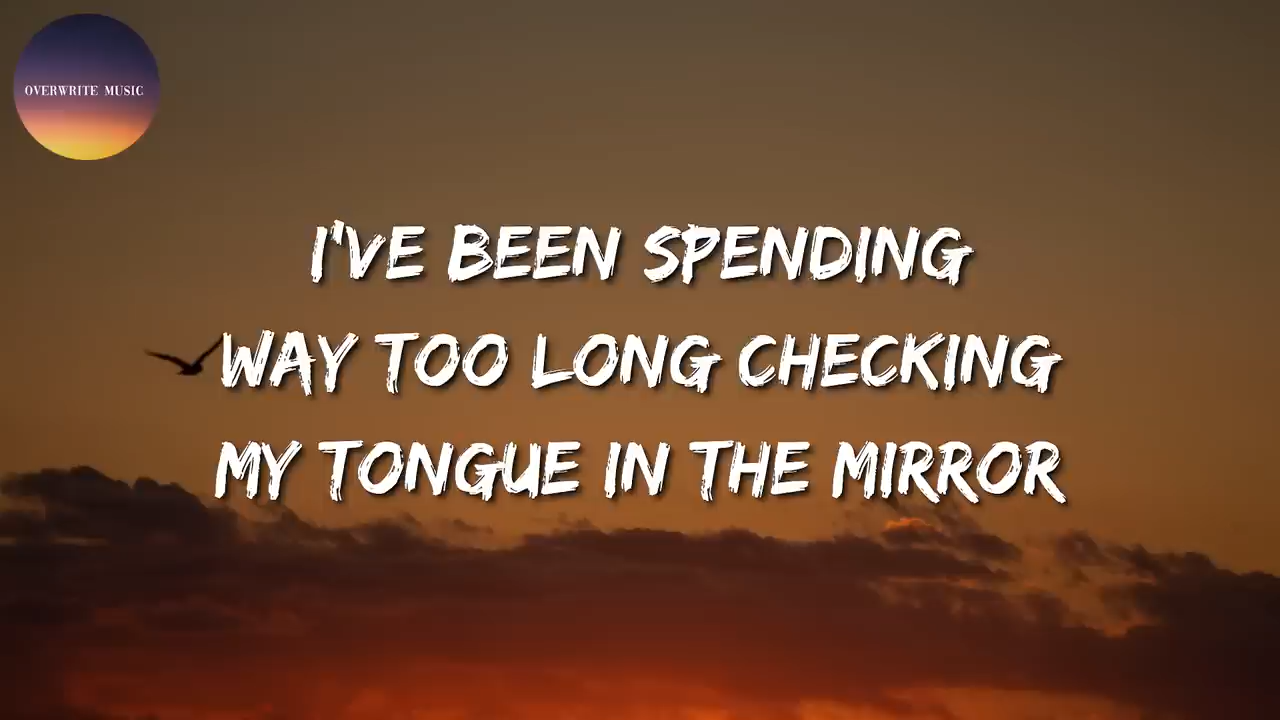 OVERWRITE MUSIC
I'VE BEEN SPENDING
WAY TOO LONG CHECKING
MY TONGUE IN THE MIRROR